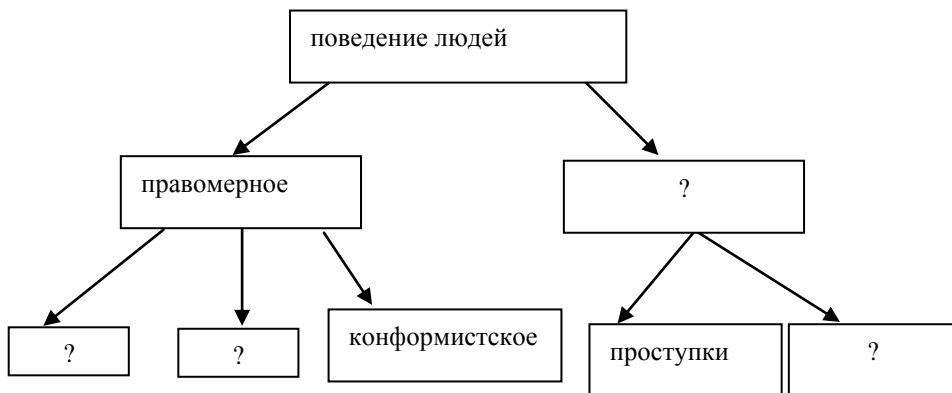 поведение людей
правомерное
?
?
?
конформистское
проступки
?